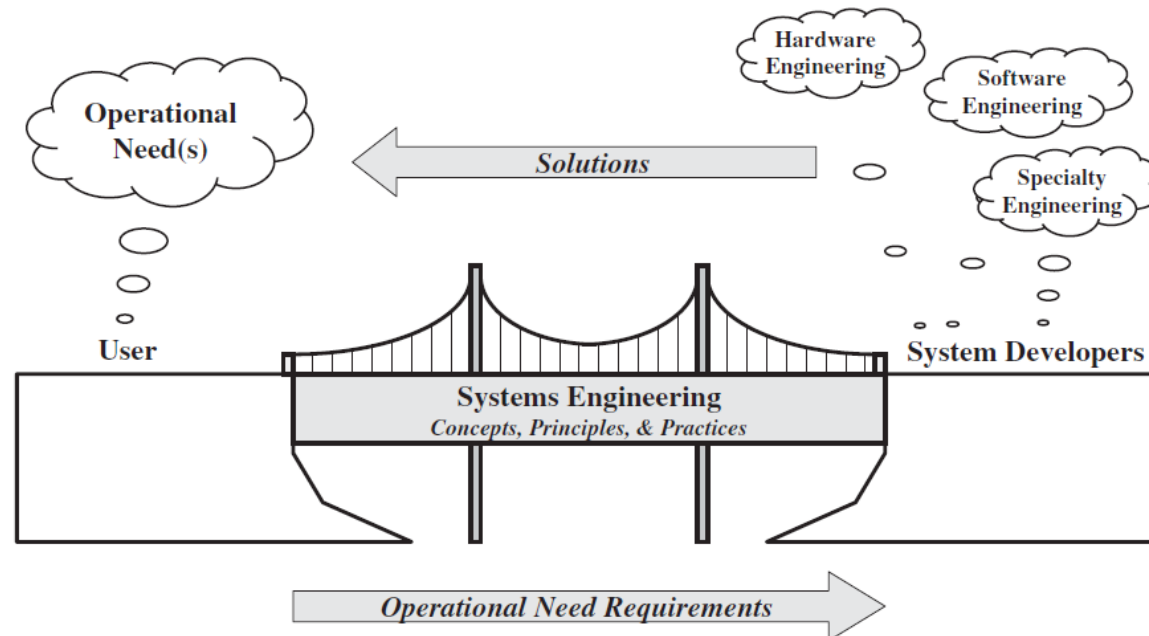 Operational
Need(s)
Hardware
Engineering
Software
Engineering
Specialty
Engineering
Solutions
User
System Developers
Systems Engineering
Concepts, Principles, & Practices
Operational Need Requirements